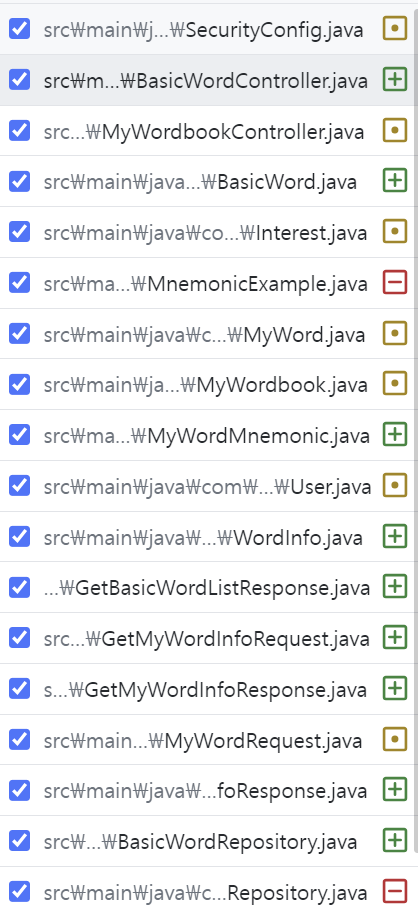 src₩main₩j...₩SecurityConfig.java
src₩m...₩BasicWordController.java
src...₩MyWordbookController.java
src₩main₩java...₩BasicWord.java
src₩main₩java₩co...₩Interest.java
src₩ma...₩MnemonicExample.java
src₩main₩java₩c...₩MyWord.java
src₩main₩ja...₩MyWordbook.java
src₩ma...₩MyWordMnemonic.java
src₩main₩java₩com₩...₩User.java
src₩main₩java₩...₩WordInfo.java
...₩GetBasicWordListResponse.java
src...₩GetMyWordInfoRequest.java
s...₩GetMyWordInfoResponse.java
src₩main...₩MyWordRequest.java
src₩main₩java₩...foResponse.java
src₩...₩BasicWordRepository.java
src₩main₩java₩c...Repository.java